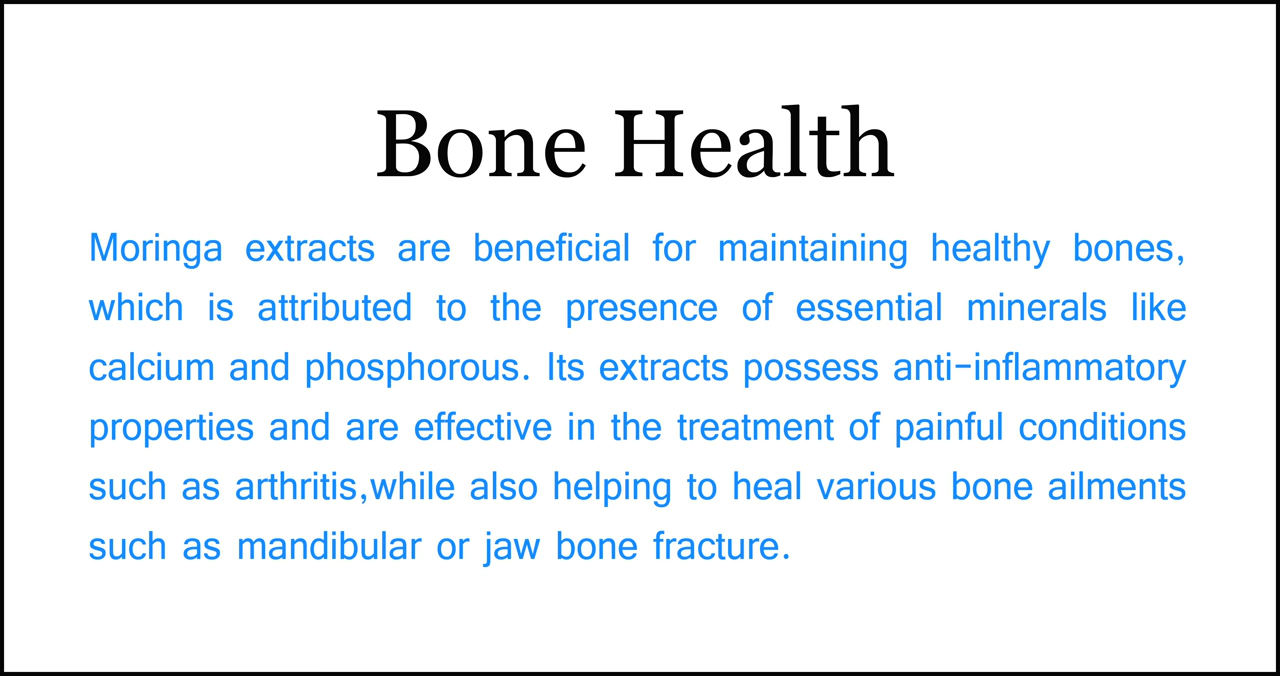 Bone Health
Moringa extracts are beneficial for maintaining healthy bones,
which is attributed to the presence of essential minerals like
calcium and phosphorous. Its extracts possess anti-inflammatory
properties and are effective in the treatment of painful conditions
such as arthritis,while also helping to heal various bone ailments
such as mandibular or jaw bone fracture.